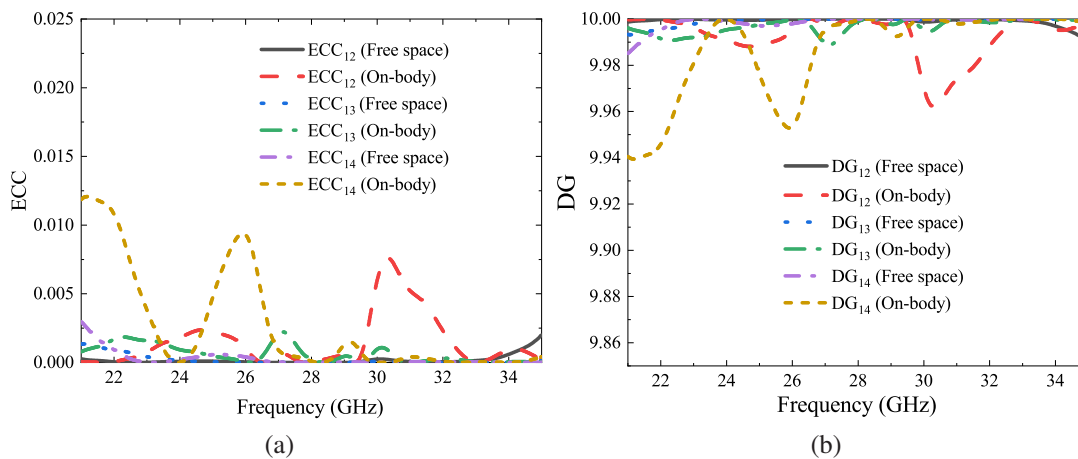 0.025
0.020
0.015
0.010
0.005
0.000
ECC
ECC12 (Free space)
ECC12 (On-body)
ECC13 (Free space)
ECC13 (On-body)
ECC14 (Free space)
ECC14 (On-body)
22 24 26 28 30 32 34
Frequency (GHz)
(a)
10.00
9.98
9.96
9.94
9.92
9.90
9.88
9.86
DG
DG12 (Free space)
DG12 (On-body)
DG13 (Free space)
DG13 (On-body)
DG14 (Free space)
DG14 (On-body)
22 24 26 28 30 32 34
Frequency (GHz)
(b)